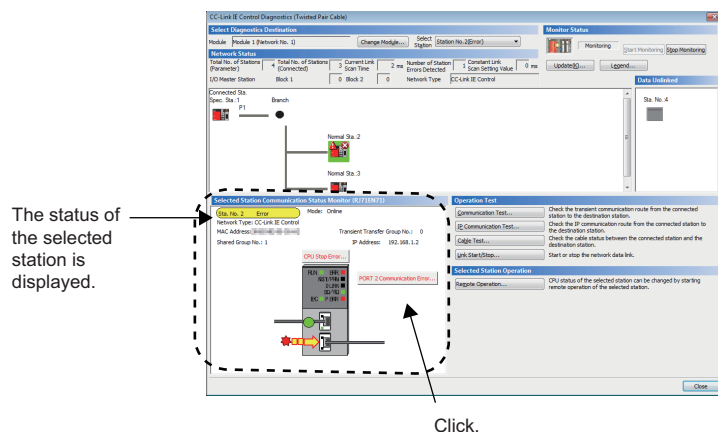 CC-Link IE Control Diagnostics (Twisted Pair Cable)
Select Diagnostics Destination
Module Module 1 (Network No. 1) Change Module... Select Station Station No.2(Error)
Monitor Status
Monitoring Start Monitoring Stop Monitoring
Network Status
Total No. of Stations (Parameter) 4 Total No. of Stations (Connected) 3 Current Link Scan Time 2 ms Number of Station Errors Detected 1 Constant Link Scan Setting Value 0 ms
Update(K)... Legend...
I/O Master Station Block 1 0 Block 2 0 Network Type CC-Link IE Control
Data Unlinked
Connected Sta.
Spec. Sta.:1 Branch
P1
Sta. No.:4
Normal Sta.:2
Normal Sta.:3
Selected Station Communication Status Monitor (RJ71EN71)
Sta. No. 2 Error Mode: Online
Network Type: CC-Link IE Control
MAC Address:
Transient Transfer Group No.: 0
Shared Group No.: 1 IP Address: 192.168.1.2
CPU Stop Error...
RUN ERR
D LINK
SD/RD
P ERR
PORT 2 Communication Error...
Operation Test
Communication Test... Check the transient communication route from the connected station to the destination station.
IP Communication Test... Check the IP communication route from the connected station to the destination station.
Cable Test... Check the cable status between the connected station and the destination station.
Link Start/Stop... Start or stop the network data link.
Selected Station Operation
Remote Operation... CPU status of the selected station can be changed by starting remote operation of the selected station.
Close
The status of
the selected
station is
displayed.
Click.